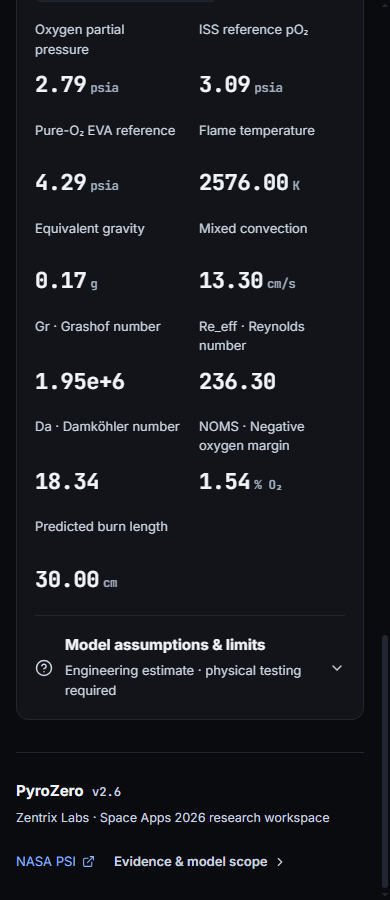 Oxygen partial pressure
2.79 psia
ISS reference pO₂
3.09 psia
Pure-O₂ EVA reference
4.29 psia
Flame temperature
2576.00 K
Equivalent gravity
0.17 g
Mixed convection
13.30 cm/s
Gr · Grashof number
1.95e+6
Re_eff · Reynolds number
236.30
Da · Damköhler number
18.34
NOMS · Negative oxygen margin
1.54 % O₂
Predicted burn length
30.00 cm
Model assumptions & limits
Engineering estimate · physical testing required
PyroZero v2.6
Zentrix Labs · Space Apps 2026 research workspace
NASA PSI
Evidence & model scope